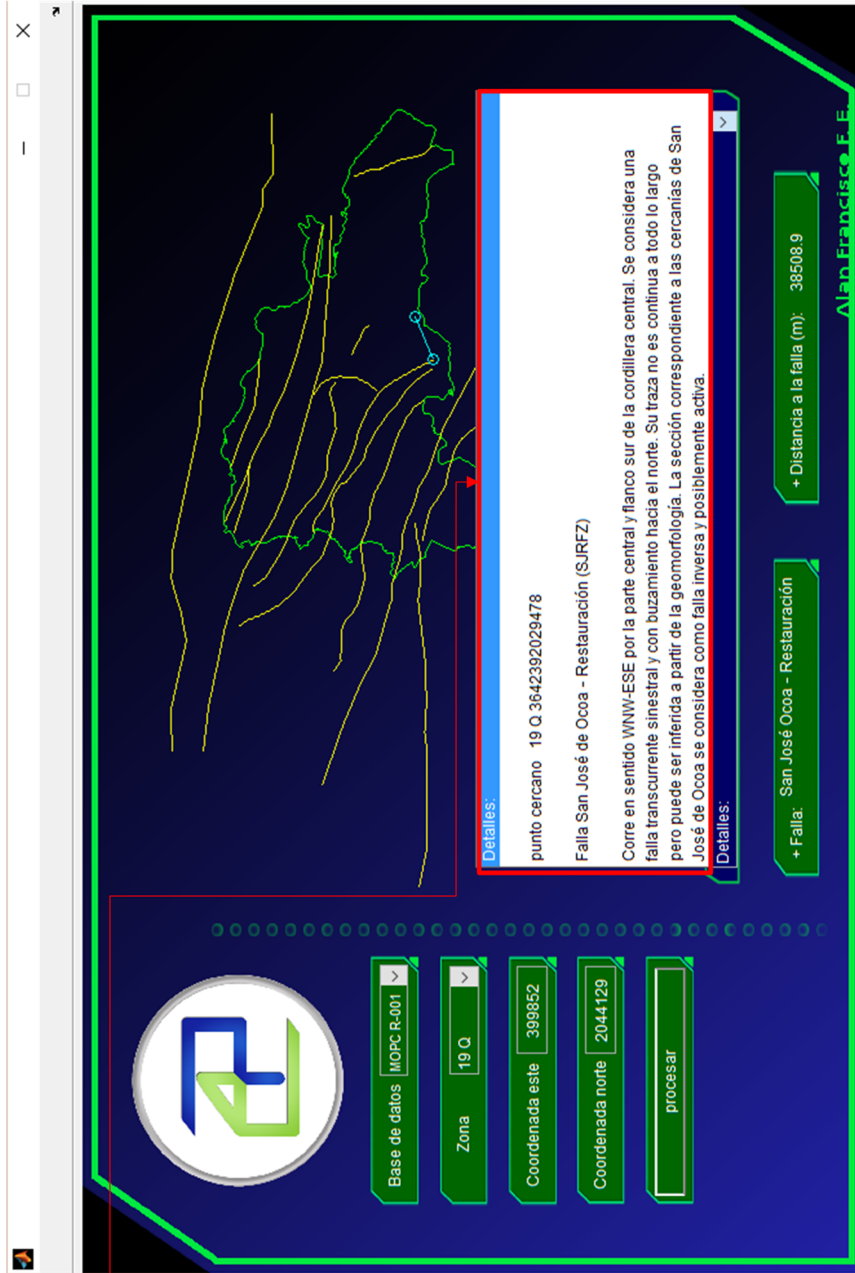 Base de datos MOPC R-001
Zona 19 Q
Coordenada este 399852
Coordenada norte 2044129
procesar
Detalles:
punto cercano 19 Q 3642392029478
Falla San José de Ocoa - Restauración (SJRFZ)
Corre en sentido WNW-ESE por la parte central y flanco sur de la cordillera central. Se considera una
falla transcurrente sinestral y con buzamiento hacia el norte. Su traza no es continua a todo lo largo
pero puede ser inferida a partir de la geomorfología. La sección correspondiente a las cercanías de San
José de Ocoa se considera como falla inversa y posiblemente activa.
Detalles:
+ Falla: San José Ocoa - Restauración
+ Distancia a la falla (m): 38508.9
Alan Francisco F. E.